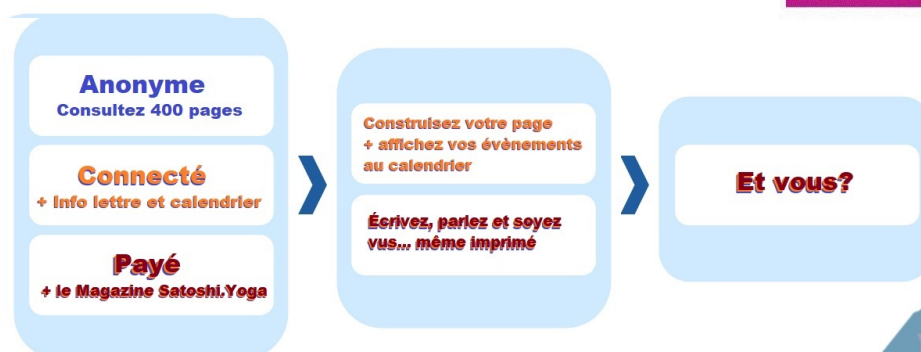 Anonyme
Consultez 400 pages
Connecté
+ Info lettre et calendrier
Payé
+ le Magazine Satoshi.Yoga
Construisez votre page
+ affichez vos évènements
au calendrier
Écrivez, parlez et soyez
vus... même imprimé
Et vous?